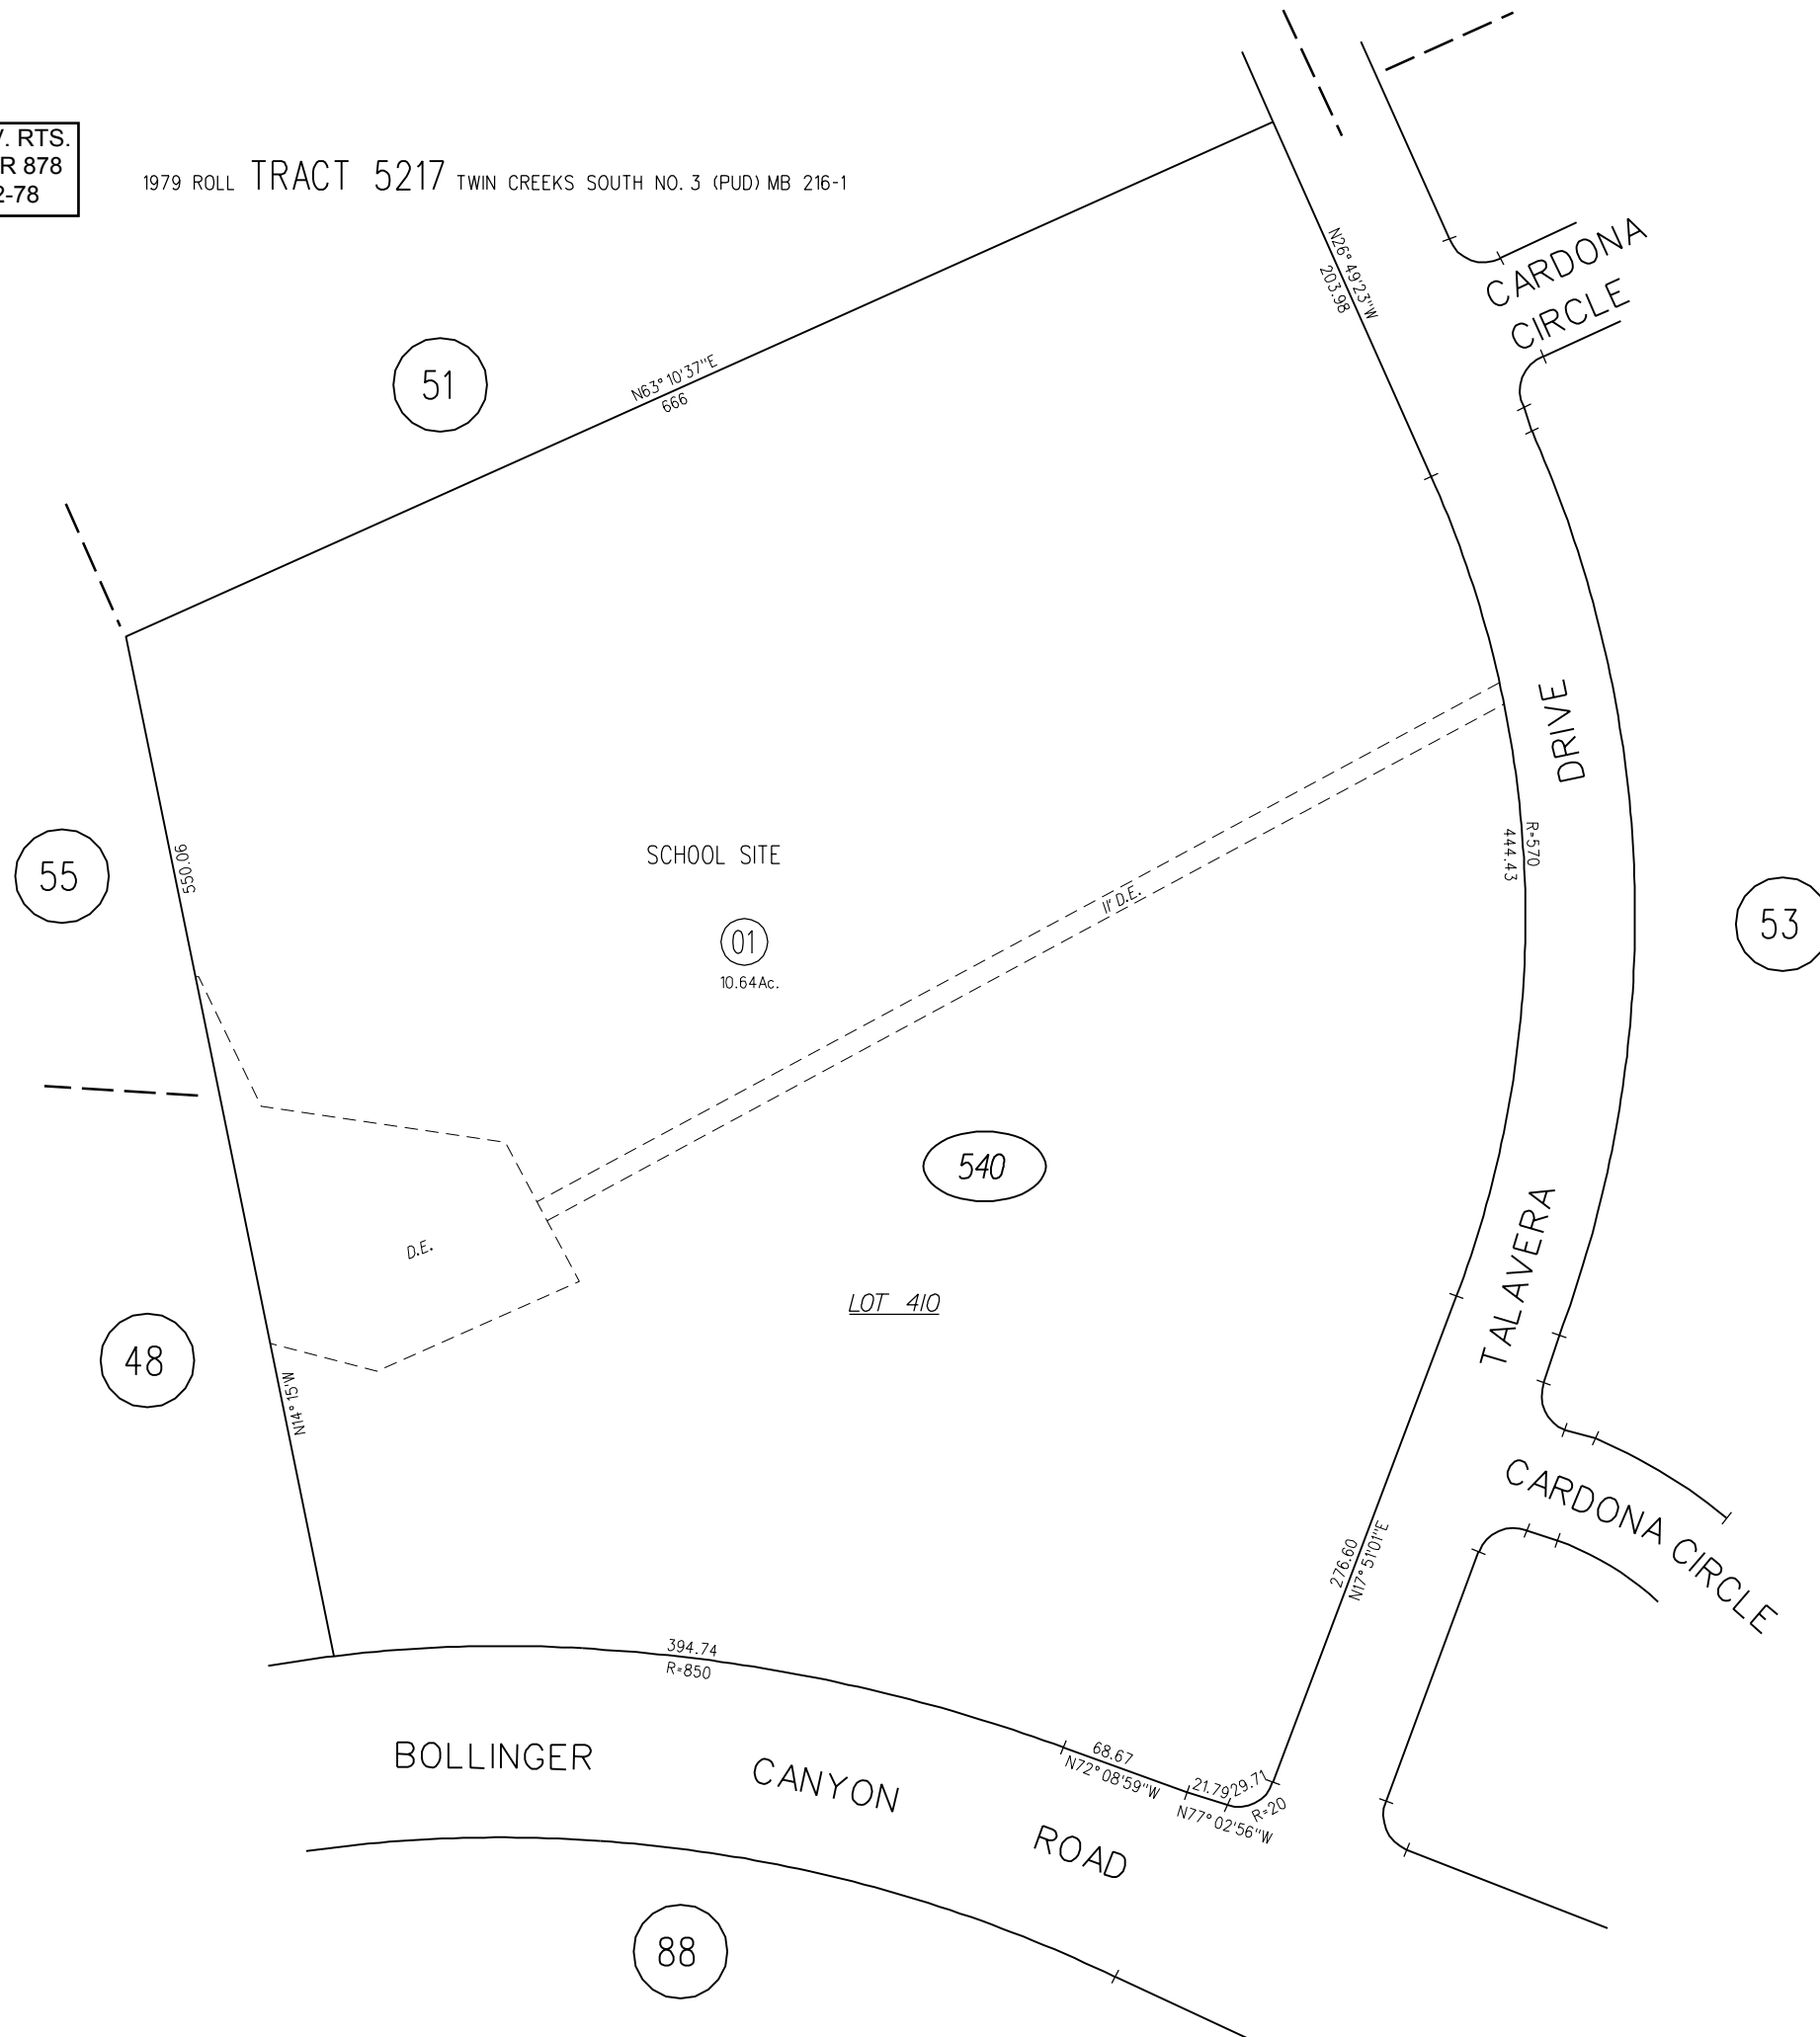 V. RTS.
R 878
2-78
1979 ROLL TRACT 5217 TWIN CREEKS SOUTH NO. 3 (PUD) MB 216-1
CARDONA
CIRCLE
N26°49'23"W
203.98
51
N63°10'37"E
666
DRIVE
R=570
444.43
55
550.06
SCHOOL SITE
01
10.64Ac.
11' D.E.
53
540
TALAVERA
D.E.
LOT 410
48
N14°15'W
CARDONA CIRCLE
276.60
N17°51'01"E
394.74
R=850
68.67
N72°08'59"W
21.79
29.71
R=20
N77°02'56"W
BOLLINGER CANYON ROAD
88